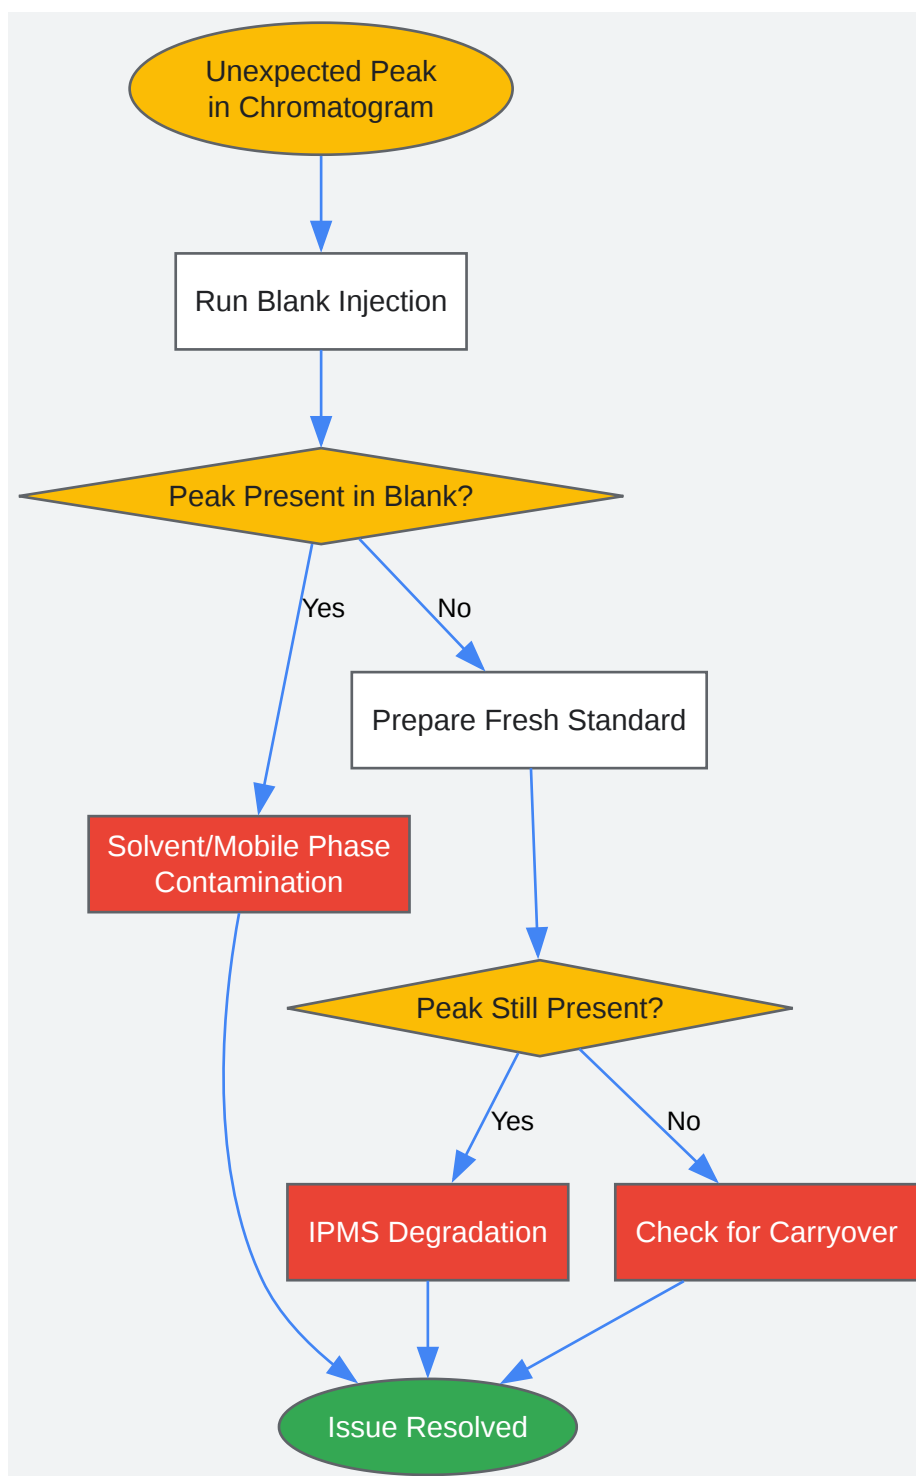 Unexpected Peak
in Chromatogram
Run Blank Injection
Peak Present in Blank?
Yes
No
Prepare Fresh Standard
Solvent/Mobile Phase
Contamination
Peak Still Present?
Yes
No
IPMS Degradation
Check for Carryover
Issue Resolved